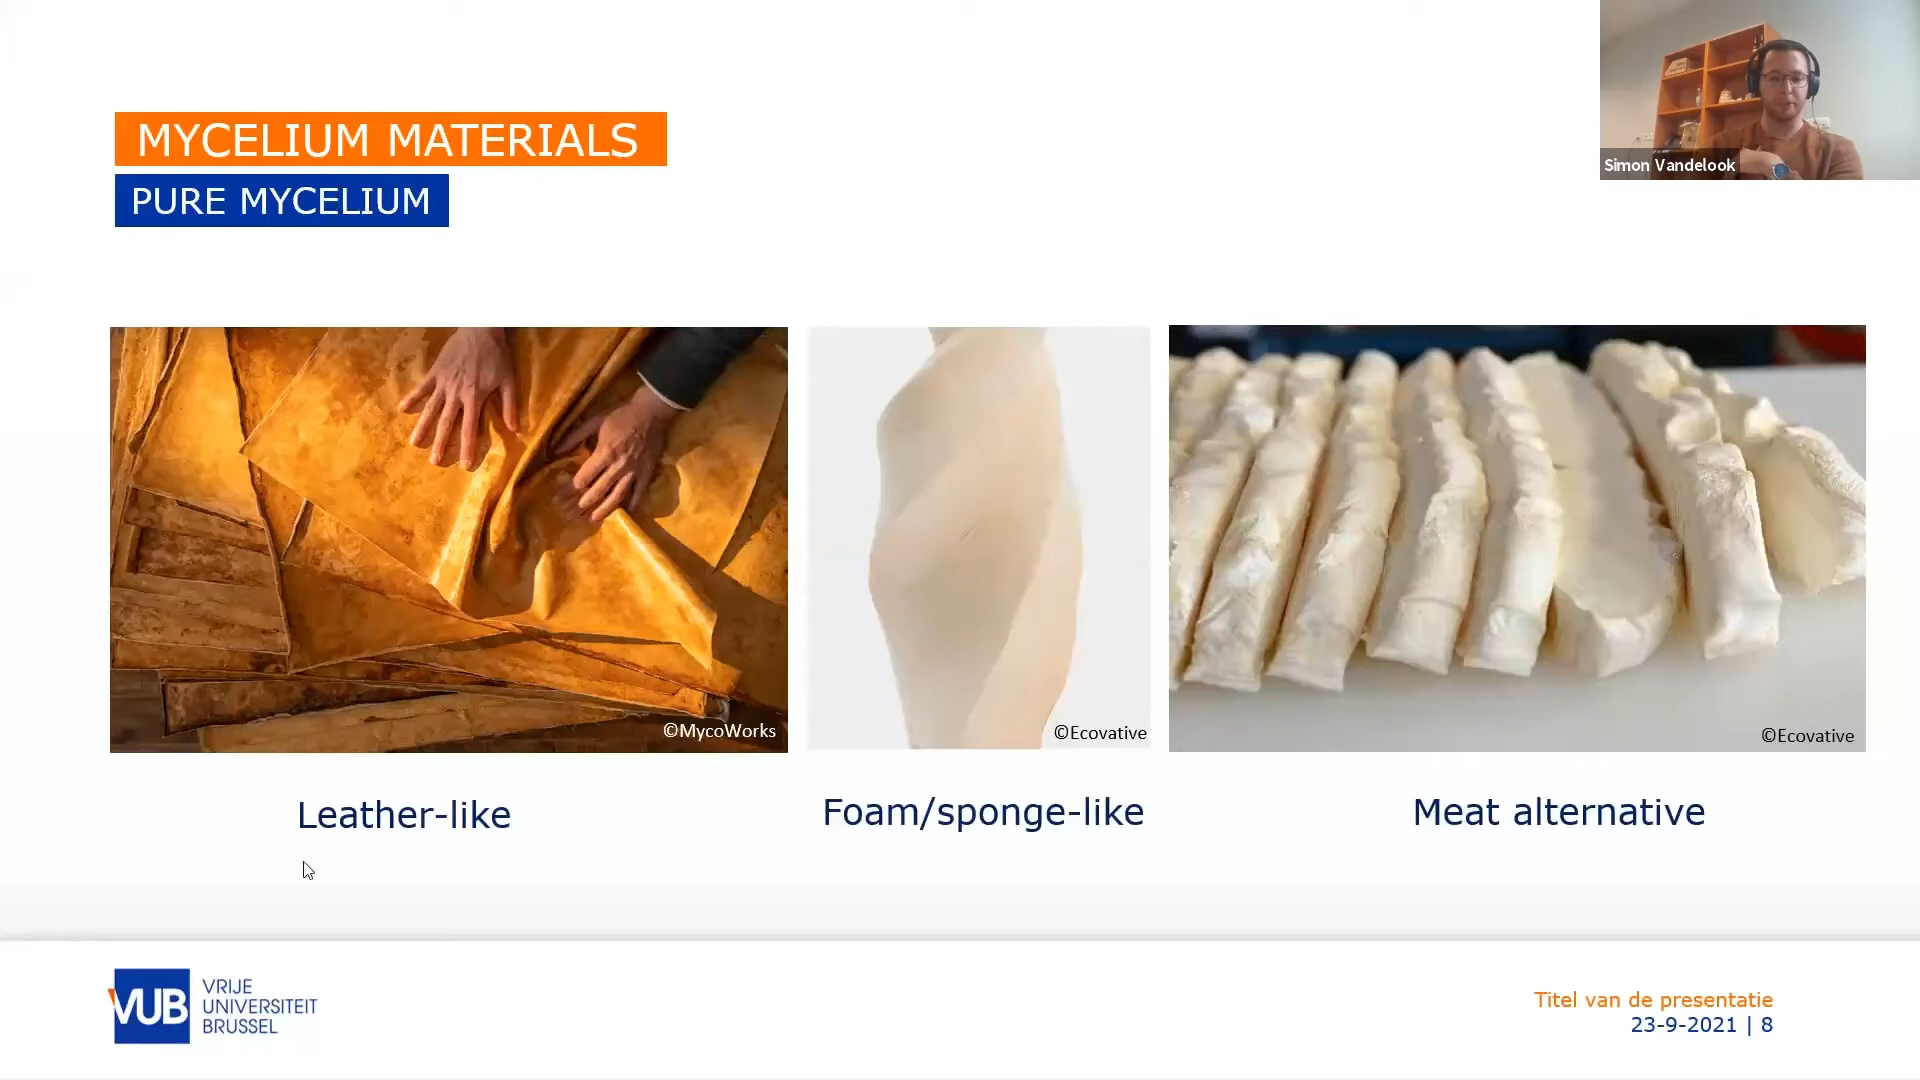 MYCELIUM MATERIALS
PURE MYCELIUM
Simon Vandelook
©MycoWorks
©Ecovative
©Ecovative
Leather-like
Foam/sponge-like
Meat alternative
VUB
VRIJE
UNIVERSITEIT
BRUSSEL
Titel van de presentatie
23-9-2021 | 8